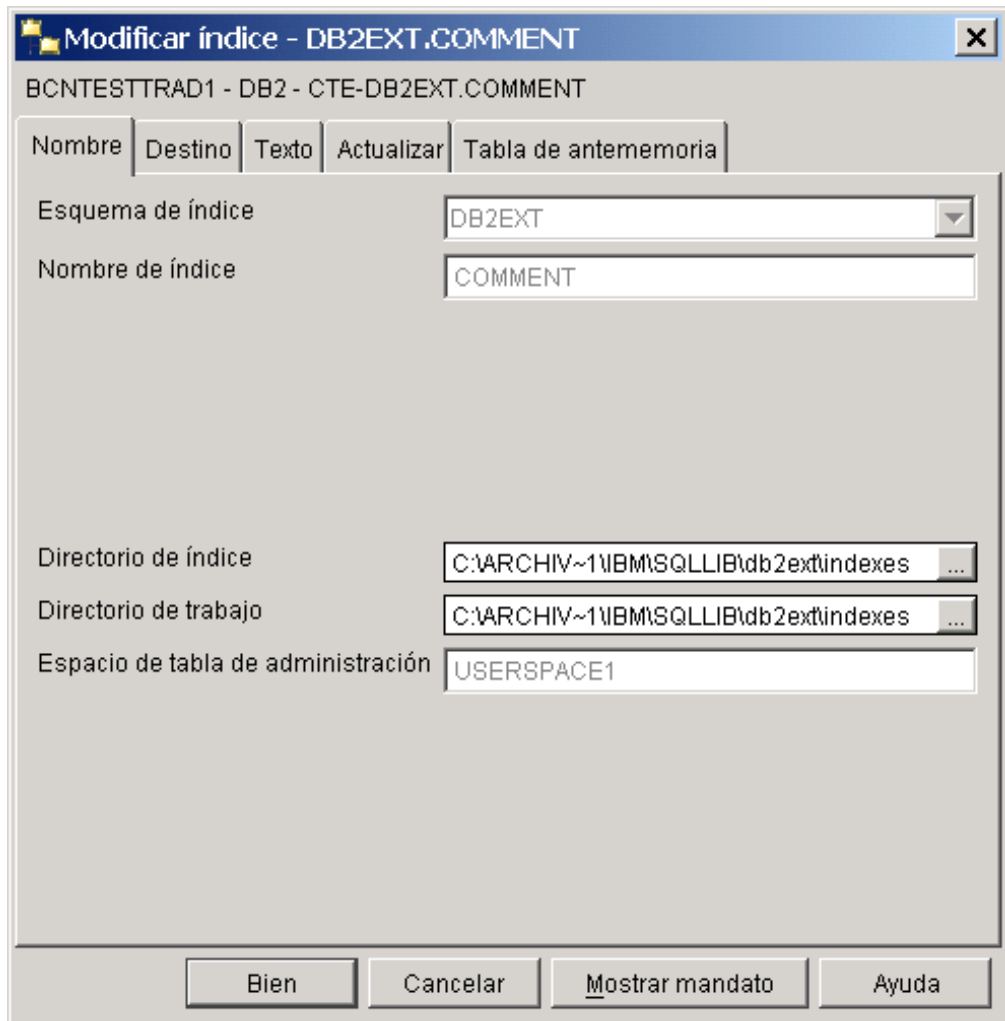 Modificar índice - DB2EXT.COMMENT
BCNTESTTRAD1 - DB2 - CTE-DB2EXT.COMMENT
Nombre Destino Texto Actualizar Tabla de antememoria
Esquema de índice DB2EXT
Nombre de índice COMMENT
Directorio de índice C:\ARCHIV~1\IBM\SQLLIB\db2ext\indexes ...
Directorio de trabajo C:\ARCHIV~1\IBM\SQLLIB\db2ext\indexes ...
Espacio de tabla de administración USERSPACE1
Bien Cancelar Mostrar mandato Ayuda